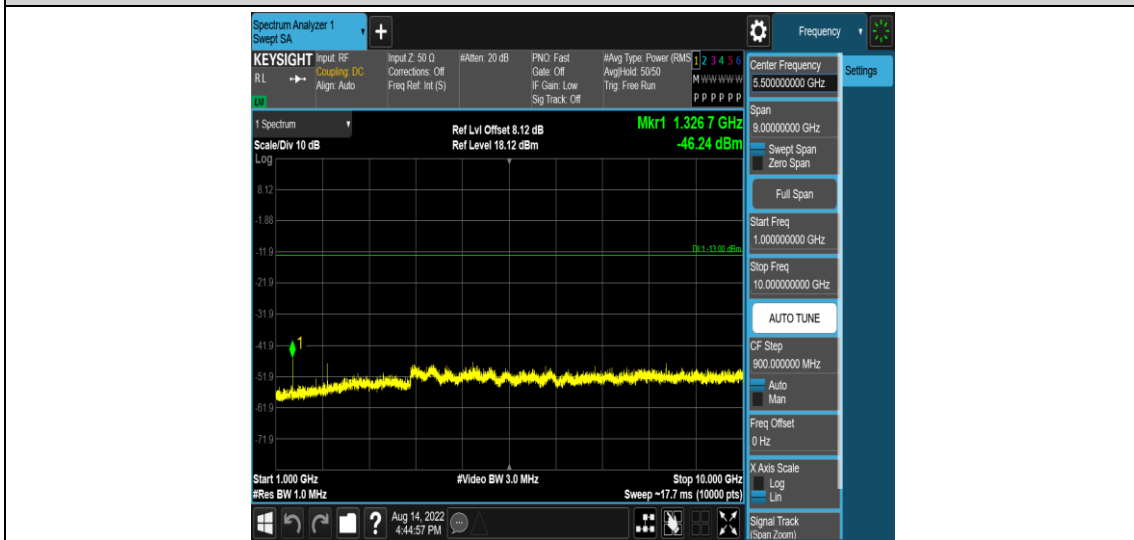 Spectrum Analyzer 1
Swept SA
+
Frequency
KEYSIGHT
RL
LXI
Input: RF
Coupling: DC
Align: Auto
Input Z: 50 Ω
Corrections: Off
Freq Ref: Int (S)
#Atten: 20 dB
PNO: Fast
Gate: Off
IF Gain: Low
Sig Track: Off
#Avg Type: Power (RMS
Avg|Hold: 50/50
Trig: Free Run
1 2 3 4 5 6
M W W W W W
P P P P P P
Center Frequency
5.500000000 GHz
Settings
Span
9.00000000 GHz
Swept Span
Zero Span
Full Span
Start Freq
1.000000000 GHz
Stop Freq
10.000000000 GHz
AUTO TUNE
CF Step
900.000000 MHz
Auto
Man
Freq Offset
0 Hz
X Axis Scale
Log
Lin
Signal Track
(Span Zoom)
1 Spectrum
Scale/Div 10 dB
Log
Ref Lvl Offset 8.12 dB
Ref Level 18.12 dBm
Mkr1 1.326 7 GHz
-46.24 dBm
8.12
-1.88
-11.9
DL1 -13.00 dBm
-21.9
-31.9
-41.9
1
-51.9
-61.9
-71.9
Start 1.000 GHz
#Video BW 3.0 MHz
Stop 10.000 GHz
#Res BW 1.0 MHz
Sweep ~17.7 ms (10000 pts)
?
Aug 14, 2022
4:44:57 PM